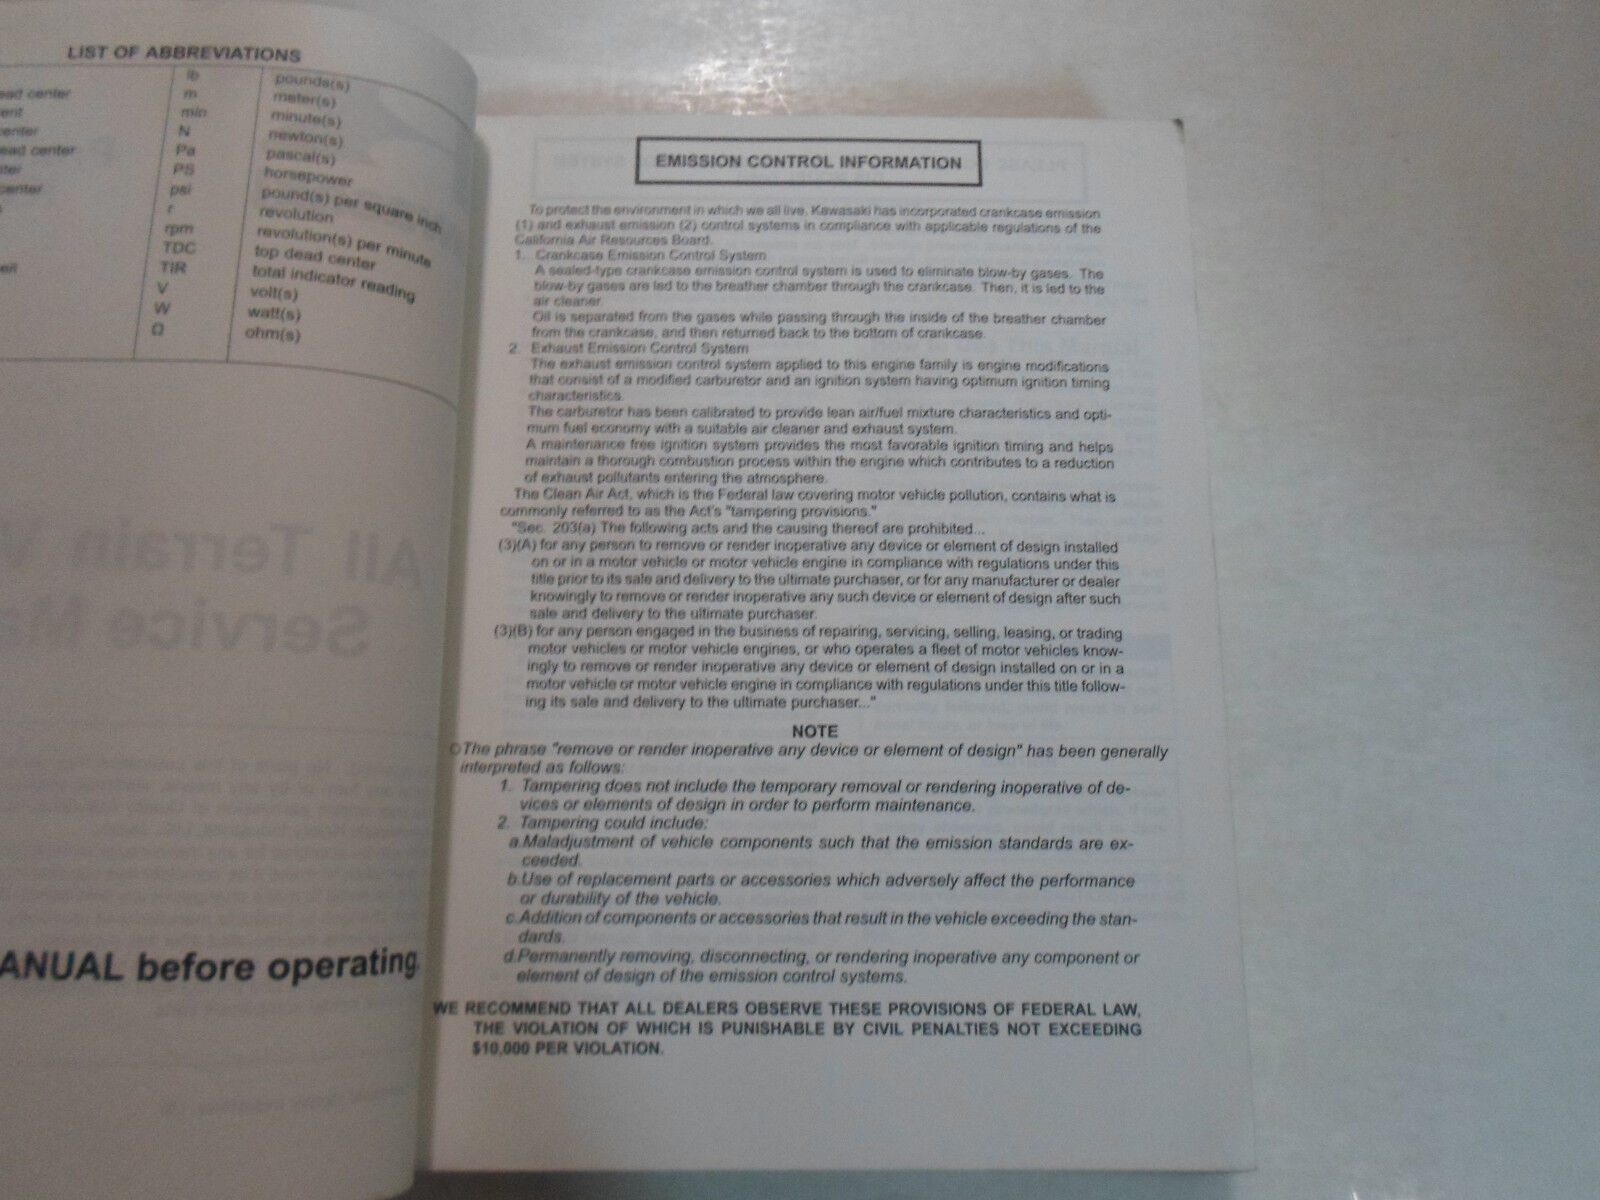 LIST OF ABBREVIATIONS
lb pounds(s)
ead center m meter(s)
ent min minute(s)
center N newton(s)
ead center Pa pascal(s)
PS horsepower
center psi pound(s) per square inch
r revolution
rpm revolution(s) per minute
TDC top dead center
TIR total indicator reading
V volt(s)
W watt(s)
Ω ohm(s)
ANUAL before operating.
EMISSION CONTROL INFORMATION
To protect the environment in which we all live, Kawasaki has incorporated crankcase emission
(1) and exhaust emission (2) control systems in compliance with applicable regulations of the
California Air Resources Board.
1. Crankcase Emission Control System
A sealed-type crankcase emission control system is used to eliminate blow-by gases. The
blow-by gases are led to the breather chamber through the crankcase. Then, it is led to the
air cleaner.
Oil is separated from the gases while passing through the inside of the breather chamber
from the crankcase, and then returned back to the bottom of crankcase.
2. Exhaust Emission Control System
The exhaust emission control system applied to this engine family is engine modifications
that consist of a modified carburetor and an ignition system having optimum ignition timing
characteristics.
The carburetor has been calibrated to provide lean air/fuel mixture characteristics and opti-
mum fuel economy with a suitable air cleaner and exhaust system.
A maintenance free ignition system provides the most favorable ignition timing and helps
maintain a thorough combustion process within the engine which contributes to a reduction
of exhaust pollutants entering the atmosphere.
The Clean Air Act, which is the Federal law covering motor vehicle pollution, contains what is
commonly referred to as the Act's "tampering provisions."
"Sec. 203(a) The following acts and the causing thereof are prohibited...
(3)(A) for any person to remove or render inoperative any device or element of design installed
on or in a motor vehicle or motor vehicle engine in compliance with regulations under this
title prior to its sale and delivery to the ultimate purchaser, or for any manufacturer or dealer
knowingly to remove or render inoperative any such device or element of design after such
sale and delivery to the ultimate purchaser.
(3)(B) for any person engaged in the business of repairing, servicing, selling, leasing, or trading
motor vehicles or motor vehicle engines, or who operates a fleet of motor vehicles know-
ingly to remove or render inoperative any device or element of design installed on or in a
motor vehicle or motor vehicle engine in compliance with regulations under this title follow-
ing its sale and delivery to the ultimate purchaser..."
NOTE
○The phrase "remove or render inoperative any device or element of design" has been generally
interpreted as follows:
1. Tampering does not include the temporary removal or rendering inoperative of de-
vices or elements of design in order to perform maintenance.
2. Tampering could include:
a.Maladjustment of vehicle components such that the emission standards are ex-
ceeded.
b.Use of replacement parts or accessories which adversely affect the performance
or durability of the vehicle.
c.Addition of components or accessories that result in the vehicle exceeding the stan-
dards.
d.Permanently removing, disconnecting, or rendering inoperative any component or
element of design of the emission control systems.
WE RECOMMEND THAT ALL DEALERS OBSERVE THESE PROVISIONS OF FEDERAL LAW,
THE VIOLATION OF WHICH IS PUNISHABLE BY CIVIL PENALTIES NOT EXCEEDING
$10,000 PER VIOLATION.